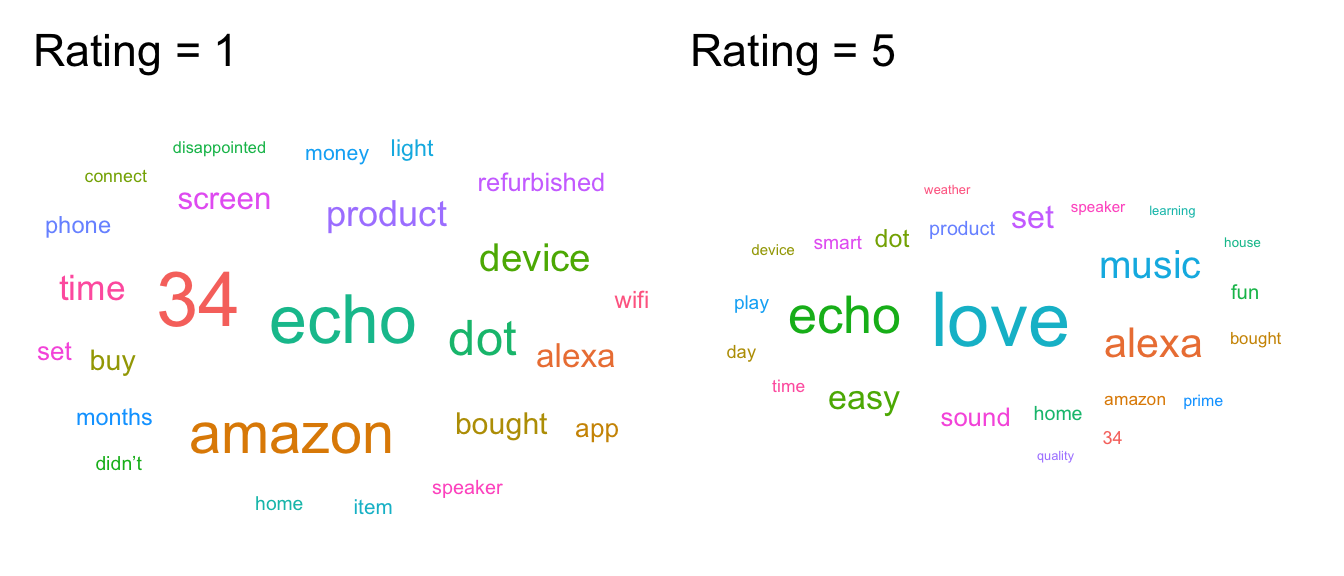 Rating = 1
disappointed money light
connect
screen product refurbished
phone
device
time 34 echo dot wifi
set buy alexa
months amazon bought app
didn’t
home item speaker
Rating = 5
weather
device smart dot product set speaker learning
music house
play echo love fun
day alexa bought
time easy amazon prime
sound home 34
quality